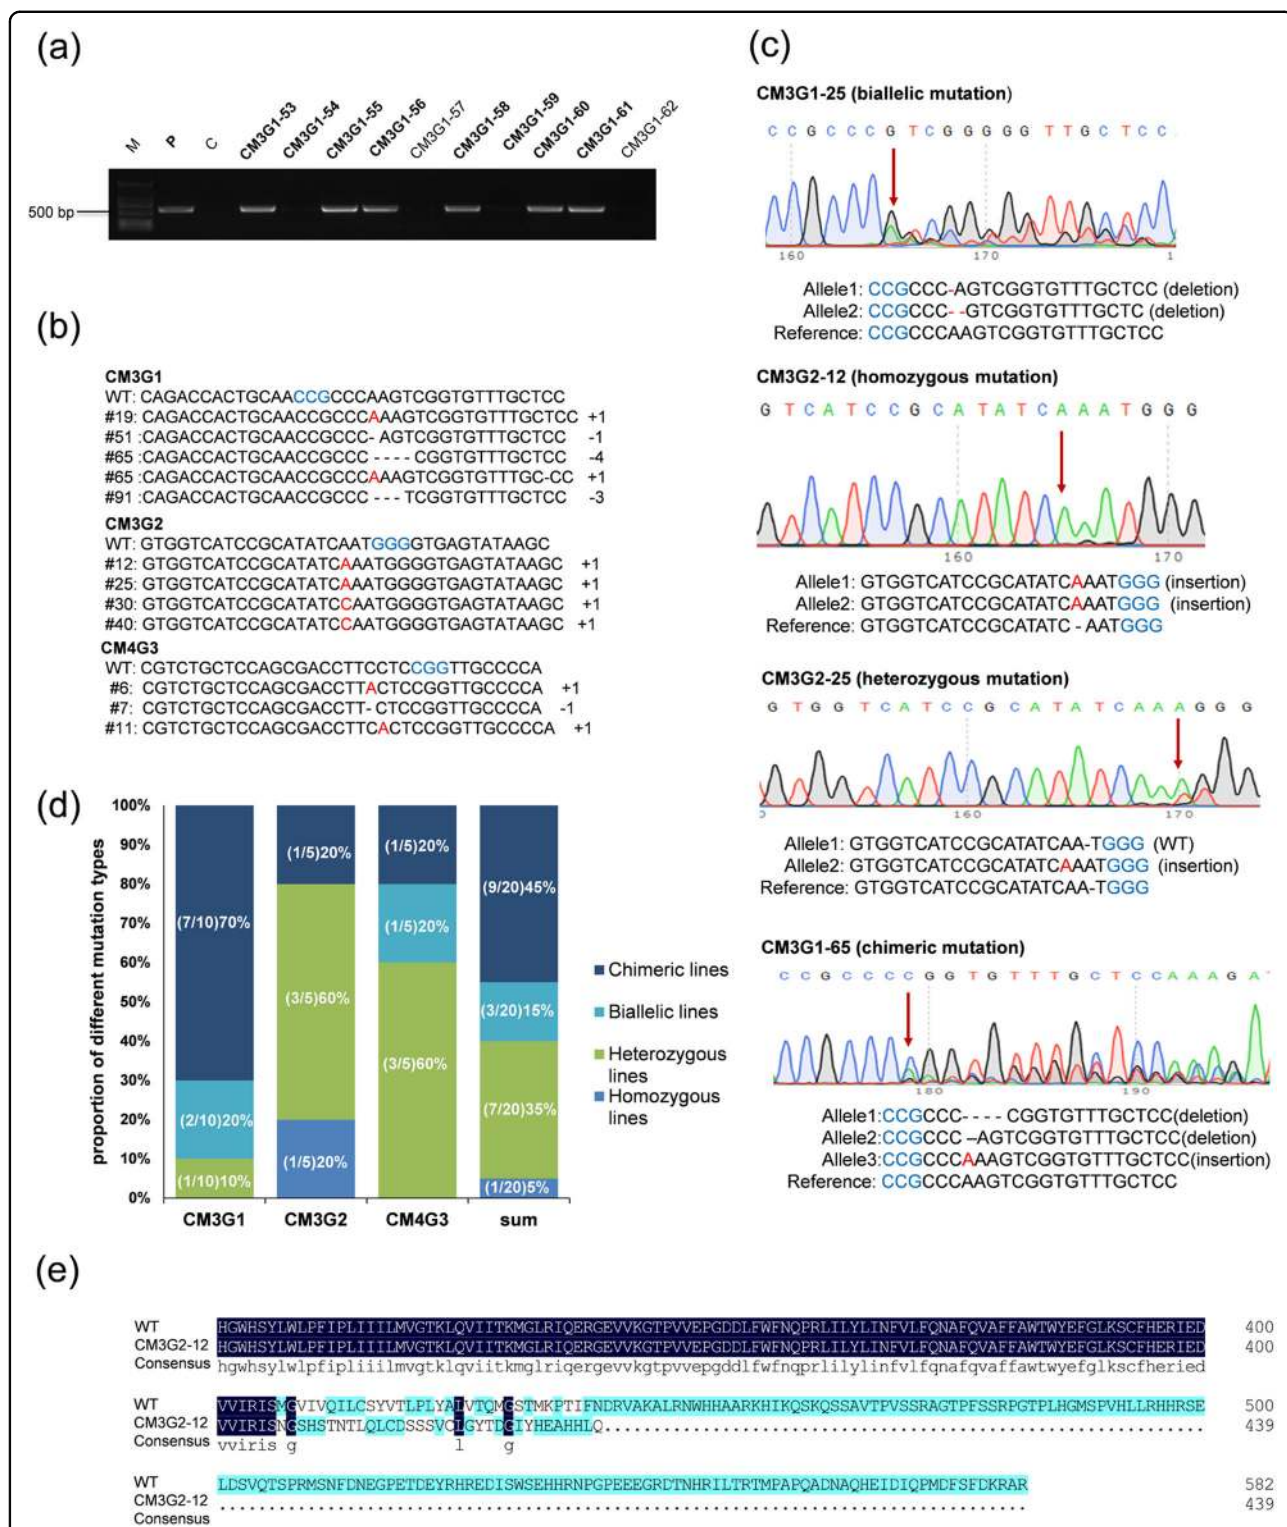 (a)
M
P
C
CM3G1-53
CM3G1-54
CM3G1-55
CM3G1-56
CM3G1-57
CM3G1-58
CM3G1-59
CM3G1-60
CM3G1-61
CM3G1-62
500 bp
(b)
CM3G1
WT: CAGACCACTGCAACCGCCCAAGTCGGTGTTTGCTCC
#19: CAGACCACTGCAACCGCCCAAAGTCGGTGTTTGCTCC +1
#51 :CAGACCACTGCAACCGCCC- AGTCGGTGTTTGCTCC -1
#65 :CAGACCACTGCAACCGCCC - - - - CGGTGTTTGCTCC -4
#65 :CAGACCACTGCAACCGCCCAAAGTCGGTGTTTGC-CC +1
#91 :CAGACCACTGCAACCGCCC - - - TCGGTGTTTGCTCC -3
CM3G2
WT: GTGGTCATCCGCATATCAATGGGGTGAGTATAAGC
#12: GTGGTCATCCGCATATCAAATGGGGTGAGTATAAGC +1
#25: GTGGTCATCCGCATATCAAATGGGGTGAGTATAAGC +1
#30: GTGGTCATCCGCATATCCAATGGGGTGAGTATAAGC +1
#40: GTGGTCATCCGCATATCCAATGGGGTGAGTATAAGC +1
CM4G3
WT: CGTCTGCTCCAGCGACCTTCCTCCGGTTGCCCCA
#6: CGTCTGCTCCAGCGACCTTACTCCGGTTGCCCCA +1
#7: CGTCTGCTCCAGCGACCTT-CTCCGGTTGCCCCA -1
#11: CGTCTGCTCCAGCGACCTTCACTCCGGTTGCCCCA +1
(c)
CM3G1-25 (biallelic mutation)
C C G C C C G T C G G G G G T T G C T C C
160 170 1
Allele1: CCGCCC-AGTCGGTGTTTGCTCC (deletion)
Allele2: CCGCCC- -GTCGGTGTTTGCTC (deletion)
Reference: CCGCCCAAGTCGGTGTTTGCTCC
CM3G2-12 (homozygous mutation)
G T C A T C C G C A T A T C A A A T G G G
160 170
Allele1: GTGGTCATCCGCATATCAAATGGG (insertion)
Allele2: GTGGTCATCCGCATATCAAATGGG (insertion)
Reference: GTGGTCATCCGCATATC -AATGGG
CM3G2-25 (heterozygous mutation)
G T G G T C A T C C G C A T A T C A A A G G G
0 160 170
Allele1: GTGGTCATCCGCATATCAA-TGGG (WT)
Allele2: GTGGTCATCCGCATATCAAATGGG (insertion)
Reference: GTGGTCATCCGCATATCAA-TGGG
CM3G1-65 (chimeric mutation)
C C G C C C C G G T G T T T G C T C C A A A G A
180 190
Allele1:CCGCCC- - - - CGGTGTTTGCTCC(deletion)
Allele2:CCGCCC –AGTCGGTGTTTGCTCC(deletion)
Allele3:CCGCCCAAAGTCGGTGTTTGCTCC(insertion)
Reference: CCGCCCAAGTCGGTGTTTGCTCC
(d)
proportion of different mutation types
100%
90%
80%
70%
60%
50%
40%
30%
20%
10%
0%
(7/10)70%
(2/10)20%
(1/10)10%
(1/5)20%
(3/5)60%
(1/5)20%
(1/5)20%
(1/5)20%
(3/5)60%
(9/20)45%
(3/20)15%
(7/20)35%
(1/20)5%
CM3G1 CM3G2 CM4G3 sum
Chimeric lines
Biallelic lines
Heterozygous
lines
Homozygous
lines
(e)
WT HGWHSYLWLPFIPLIIIILMVGTKLQVIITKMGLRIQERGEVVKGTPVVEPGDDLFWFNQPRLILYLINFVLFQNAFQVAFFAWTWYEFGLKSCFHERIED 400
CM3G2-12 HGWHSYLWLPFIPLIIIILMVGTKLQVIITKMGLRIQERGEVVKGTPVVEPGDDLFWFNQPRLILYLINFVLFQNAFQVAFFAWTWYEFGLKSCFHERIED 400
Consensus hgwhsylwlpfipliiiilmvgtklqviitkmglriqergevvkgtpvvepgddlfwfnqprlilylinfvlfqnafqvaffawtwyefglkscfheried
WT VVIRISMGVIVQILCSYVTLPLYALVTQMGSTMKPTIFNDRVAKALRNWHHAARKHIKQSKQSSAVTPVSSRAGTPFSSRPGTPLHGMSPVHLLRHHRSE 500
CM3G2-12 VVIRISNGSHSTNTLQLCDSSSVCLGYTDGIYHEAHHLQ............................................................. 439
Consensus vviris g l g
WT LDSVQTSPRMSNFDNEGPETDEYRHREDISWSEHHRNPGPEEEGRDTNHRILTRTMPAPQADNAQHEIDIQPMDFSFDKRAR 582
CM3G2-12 .................................................................................. 439
Consensus